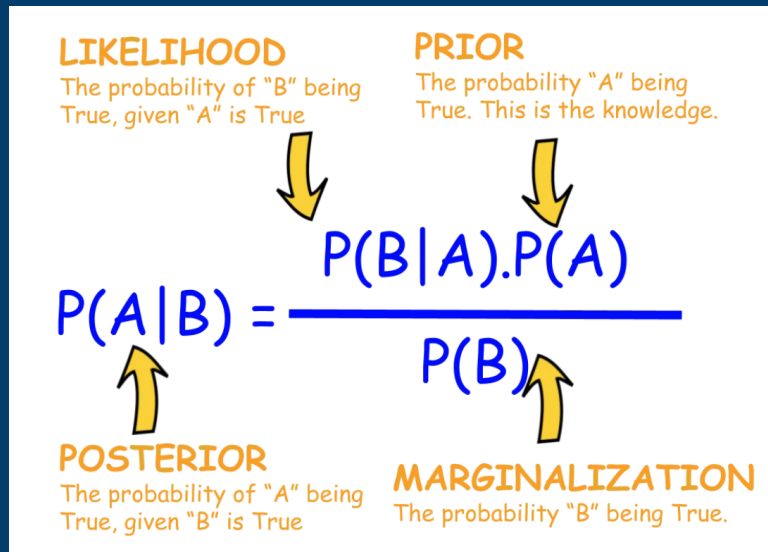 LIKELIHOOD
The probability of “B” being
True, given “A” is True
PRIOR
The probability “A” being
True. This is the knowledge.
P(B|A).P(A)
P(A|B) =
P(B)
POSTERIOR
The probability of “A” being
True, given “B” is True
MARGINALIZATION
The probability “B” being True.